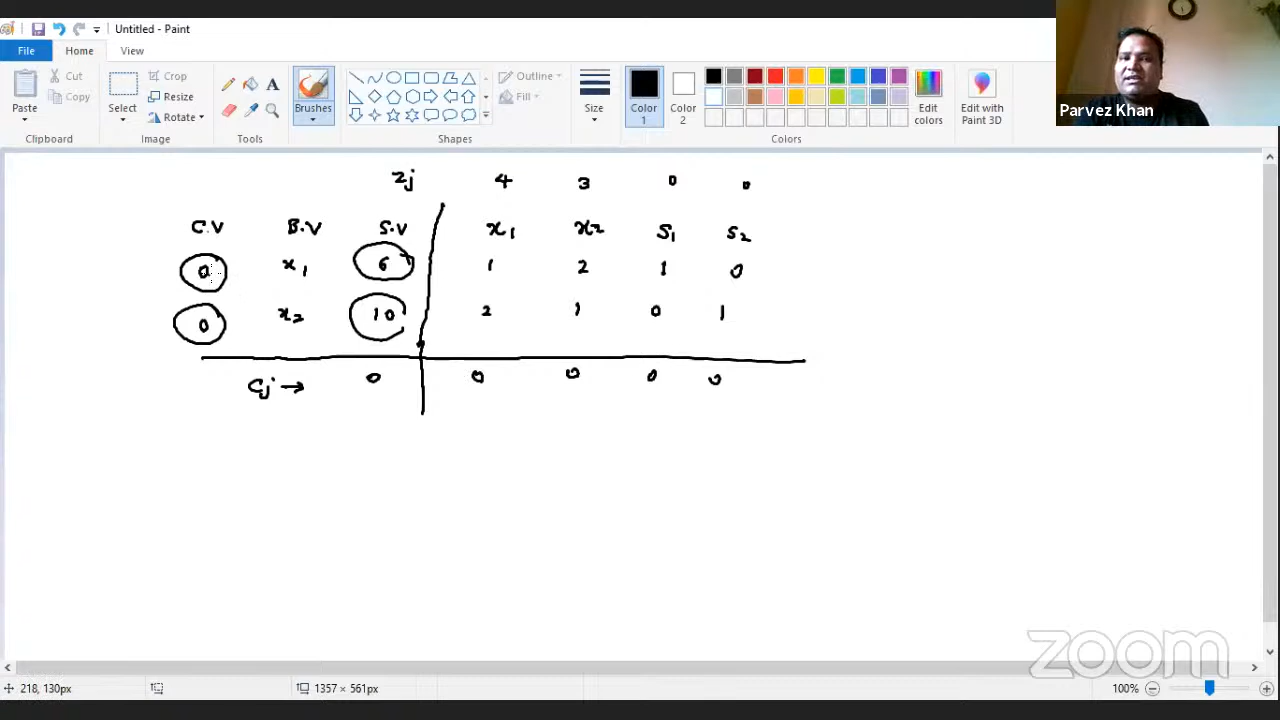 Untitled - Paint
File Home View
Cut
Copy
Paste
Clipboard
Select
Crop
Resize
Rotate
Image
A
Tools
Brushes
Outline
Fill
Shapes
Size
Color 1
Color 2
Edit colors
Colors
Edit with Paint 3D
Parvez Khan
Zj 4 3 0 0
C.V B.V S.V x1 x2 S1 S2
0 x1 6 1 2 1 0
0 x2 10 2 1 0 1
Cj → 0 0 0 0 0
zoom
218, 130px
1357 × 561px
100%